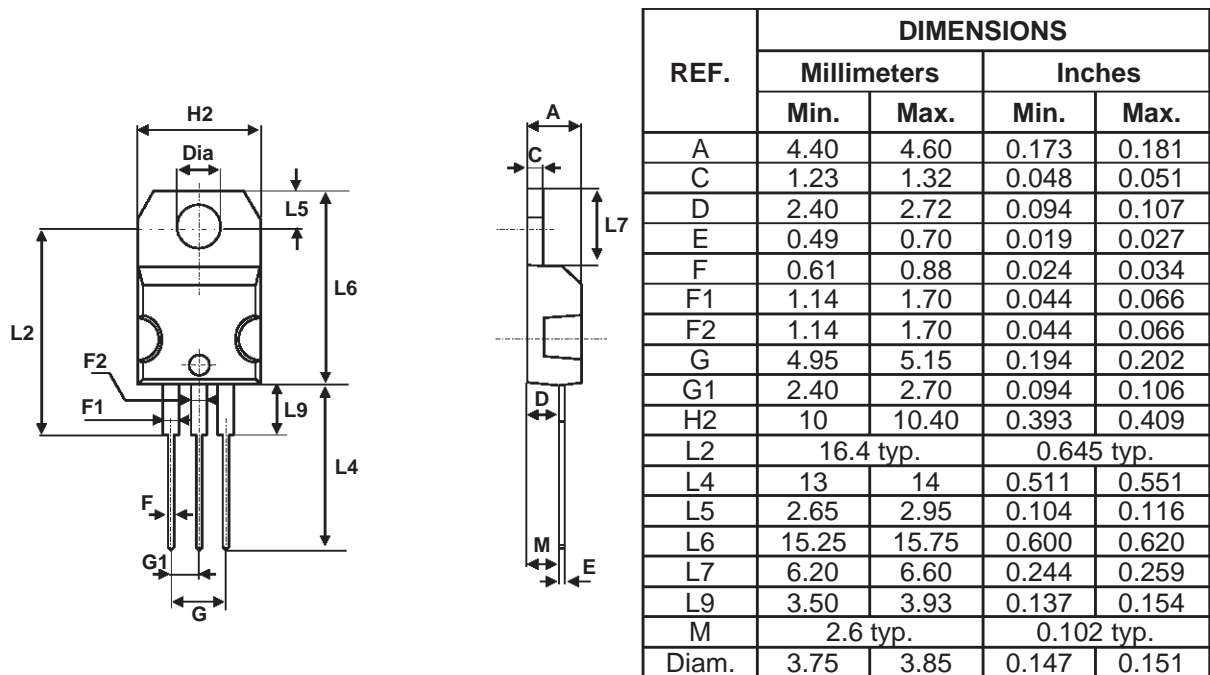 H2
Dia
L5
L6
L2
F2
F1
L9
L4
F
G1
G
A
C
L7
D
M
E
DIMENSIONS
REF. Millimeters Inches
Min. Max. Min. Max.
A 4.40 4.60 0.173 0.181
C 1.23 1.32 0.048 0.051
D 2.40 2.72 0.094 0.107
E 0.49 0.70 0.019 0.027
F 0.61 0.88 0.024 0.034
F1 1.14 1.70 0.044 0.066
F2 1.14 1.70 0.044 0.066
G 4.95 5.15 0.194 0.202
G1 2.40 2.70 0.094 0.106
H2 10 10.40 0.393 0.409
L2 16.4 typ. 0.645 typ.
L4 13 14 0.511 0.551
L5 2.65 2.95 0.104 0.116
L6 15.25 15.75 0.600 0.620
L7 6.20 6.60 0.244 0.259
L9 3.50 3.93 0.137 0.154
M 2.6 typ. 0.102 typ.
Diam. 3.75 3.85 0.147 0.151